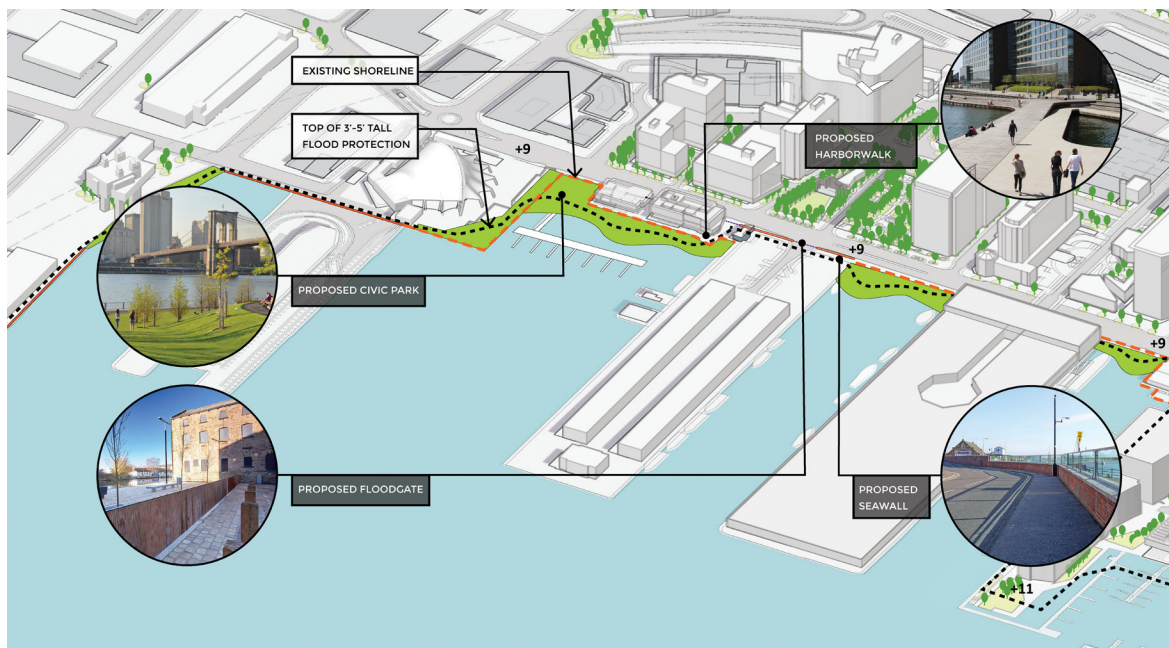 EXISTING SHORELINE
TOP OF 3'-5' TALL
FLOOD PROTECTION
+9
PROPOSED
HARBORWALK
+9
PROPOSED CIVIC PARK
+9
PROPOSED FLOODGATE
PROPOSED
SEAWALL
+11